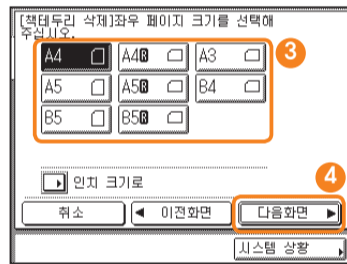 [책테두리 삭제]좌우 페이지 크기를 선택해
주십시오.
3
A4 A4R A3
A5 A5R B4
B5 B5R
인치 크기로
4
취소 ◀ 이전화면 다음화면 ▶
시스템 상황